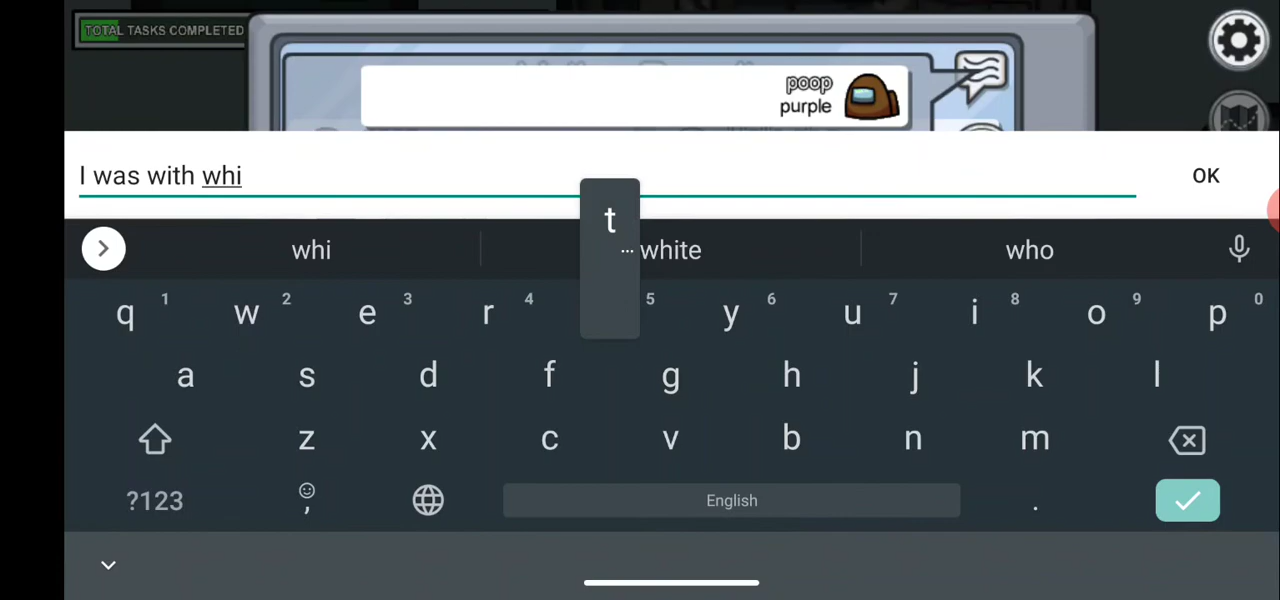 TOTAL TASKS COMPLETED
poop
purple
I was with whi
OK
t
whi
white
who
q 1 w 2 e 3 r 4 5 y 6 u 7 i 8 o 9 p 0
a s d f g h j k l
z x c v b n m
?123 , English .